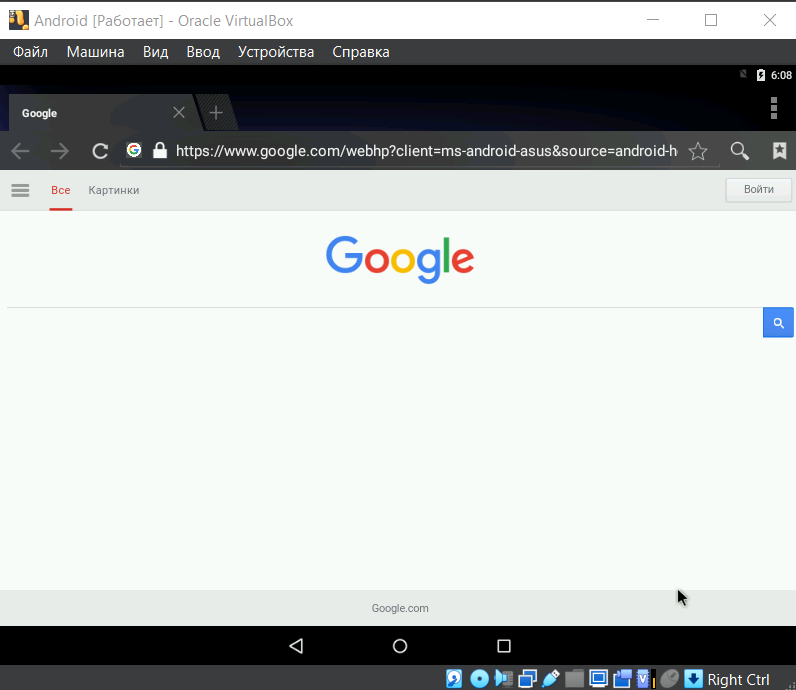 Android [Работает] - Oracle VirtualBox
Файл Машина Вид Ввод Устройства Справка
6:08
Google
https://www.google.com/webhp?client=ms-android-asus&source=android-h
Все Картинки Войти
Google
Google.com
Right Ctrl